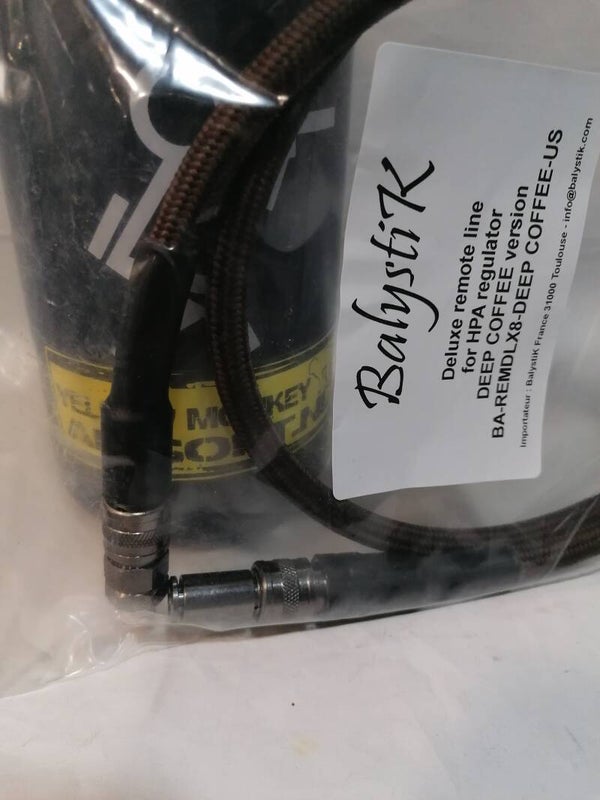 BalystiK
Deluxe remote line
for HPA regulator
DEEP COFFEE version
BA-REMDLX8-DEEP COFFEE-US
Importateur : BalystiK France 31000 Toulouse - info@balystik.com
MONKEY